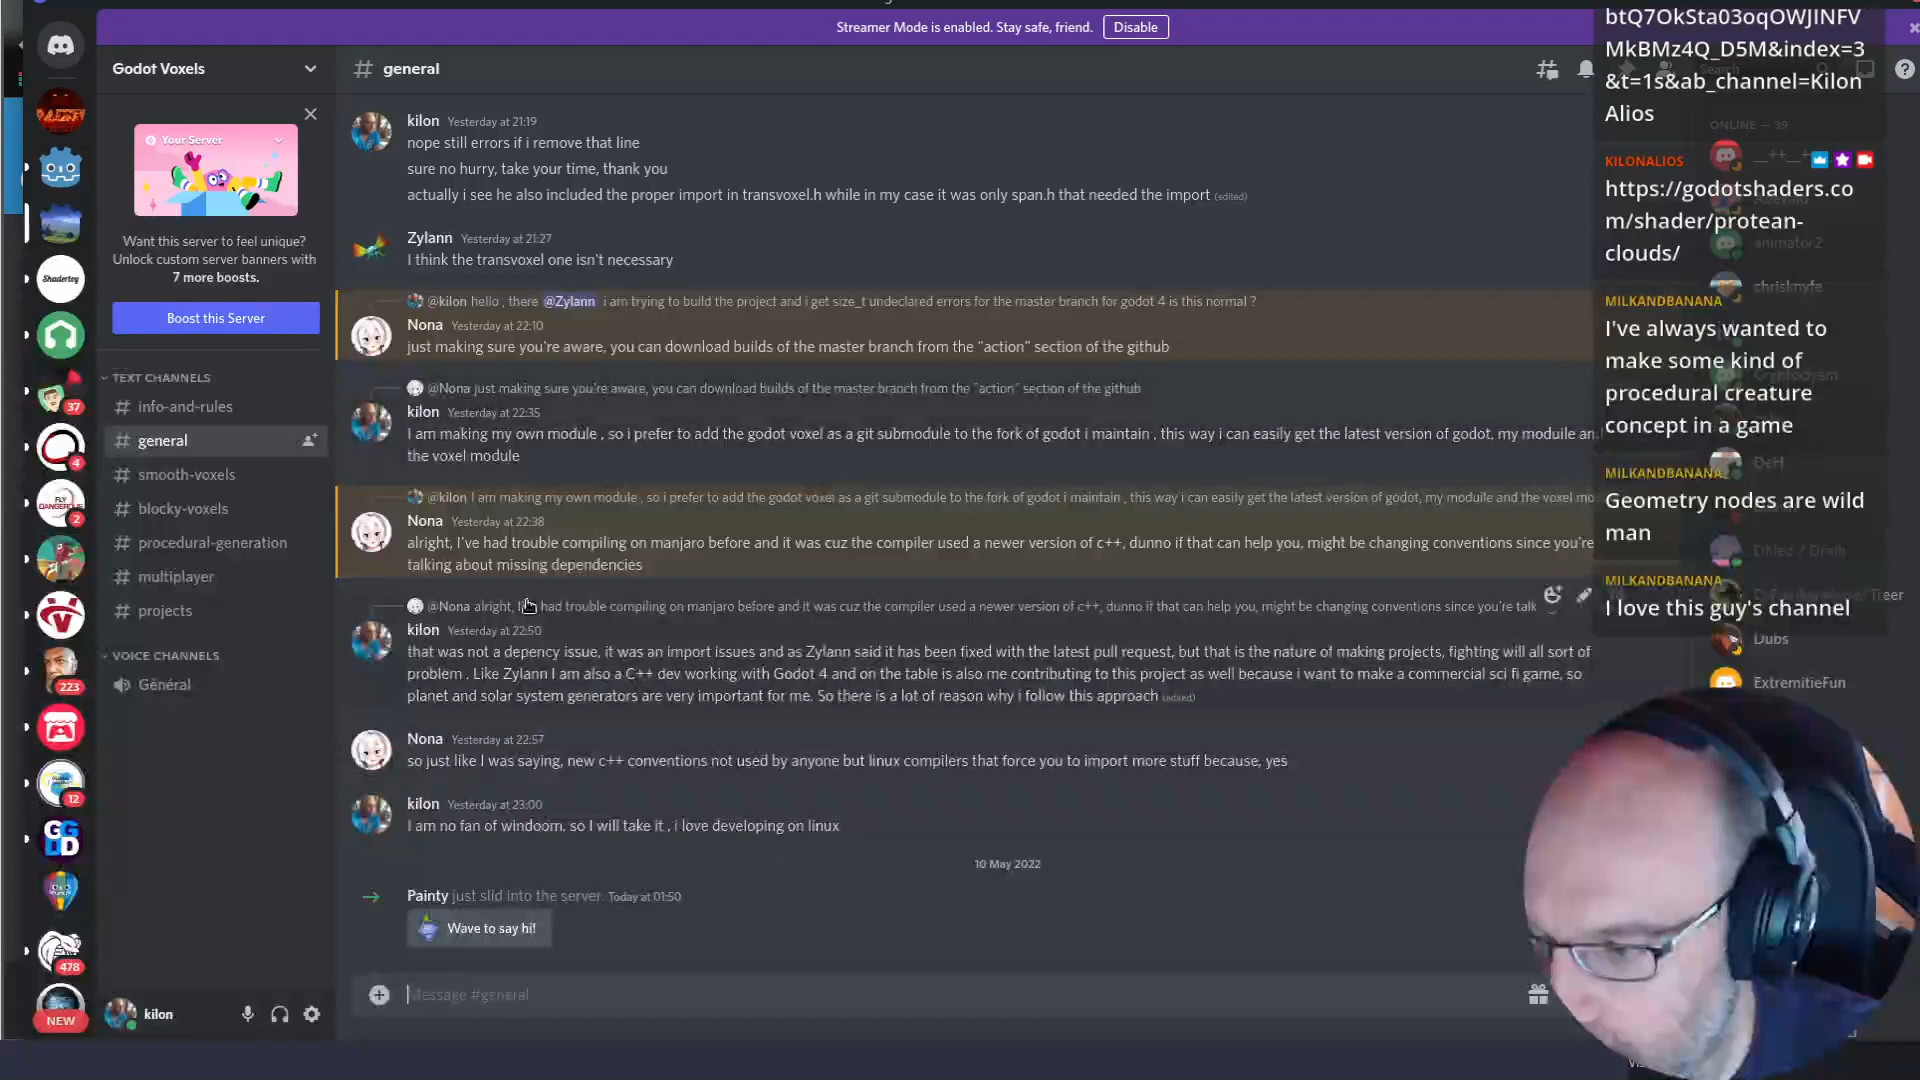 Streamer Mode is enabled. Stay safe, friend.
Disable
Godot Voxels
general
Your Server
Want this server to feel unique?
Unlock custom server banners with
7 more boosts.
Boost this Server
TEXT CHANNELS
info-and-rules
general
smooth-voxels
blocky-voxels
procedural-generation
multiplayer
projects
VOICE CHANNELS
Général
Shadertoy
37
4
FLY
DANGEROUS
2
223
12
GG
DD
478
NEW
kilon
kilon Yesterday at 21:19
nope still errors if i remove that line
sure no hurry, take your time, thank you
actually i see he also included the proper import in transvoxel.h while in my case it was only span.h that needed the import (edited)
Zylann Yesterday at 21:27
I think the transvoxel one isn't necessary
@kilon hello , there @Zylann i am trying to build the project and i get size_t undeclared errors for the master branch for godot 4 is this normal ?
Nona Yesterday at 22:10
just making sure you're aware, you can download builds of the master branch from the "action" section of the github
@Nona just making sure you're aware, you can download builds of the master branch from the "action" section of the github
kilon Yesterday at 22:35
I am making my own module , so i prefer to add the godot voxel as a git submodule to the fork of godot i maintain , this way i can easily get the latest version of godot, my module an
the voxel module
@kilon I am making my own module , so i prefer to add the godot voxel as a git submodule to the fork of godot i maintain , this way i can easily get the latest version of godot, my module and the voxel mo
Nona Yesterday at 22:38
alright, I've had trouble compiling on manjaro before and it was cuz the compiler used a newer version of c++, dunno if that can help you, might be changing conventions since you're
talking about missing dependencies
@Nona alright, had trouble compiling on manjaro before and it was cuz the compiler used a newer version of c++, dunno if that can help you, might be changing conventions since you're talk
kilon Yesterday at 22:50
that was not a depency issue, it was an import issues and as Zylann said it has been fixed with the latest pull request, but that is the nature of making projects, fighting will all sort of
problem . Like Zylann I am also a C++ dev working with Godot 4 and on the table is also me contributing to this project as well because i want to make a commercial sci fi game, so
planet and solar system generators are very important for me. So there is a lot of reason why i follow this approach (edited)
Nona Yesterday at 22:57
so just like I was saying, new c++ conventions not used by anyone but linux compilers that force you to import more stuff because, yes
kilon Yesterday at 23:00
I am no fan of windoom. so I will take it , i love developing on linux
10 May 2022
Painty just slid into the server. Today at 01:50
Wave to say hi!
Message #general
btQ7OkSta03oqOWJINFV
MkBMz4Q_D5M&index=3
&t=1s&ab_channel=Kilon
Alios
Search
ONLINE — 39
KILONALIOS
https://godotshaders.co
m/shader/protean-
clouds/
animator2
chrisknyfe
MILKANDBANANA
I've always wanted to
make some kind of
procedural creature
concept in a game
DeH
MILKANDBANANA
Geometry nodes are wild
man
MILKANDBANANA
I love this guy's channel
Dubs
ExtremitieFun